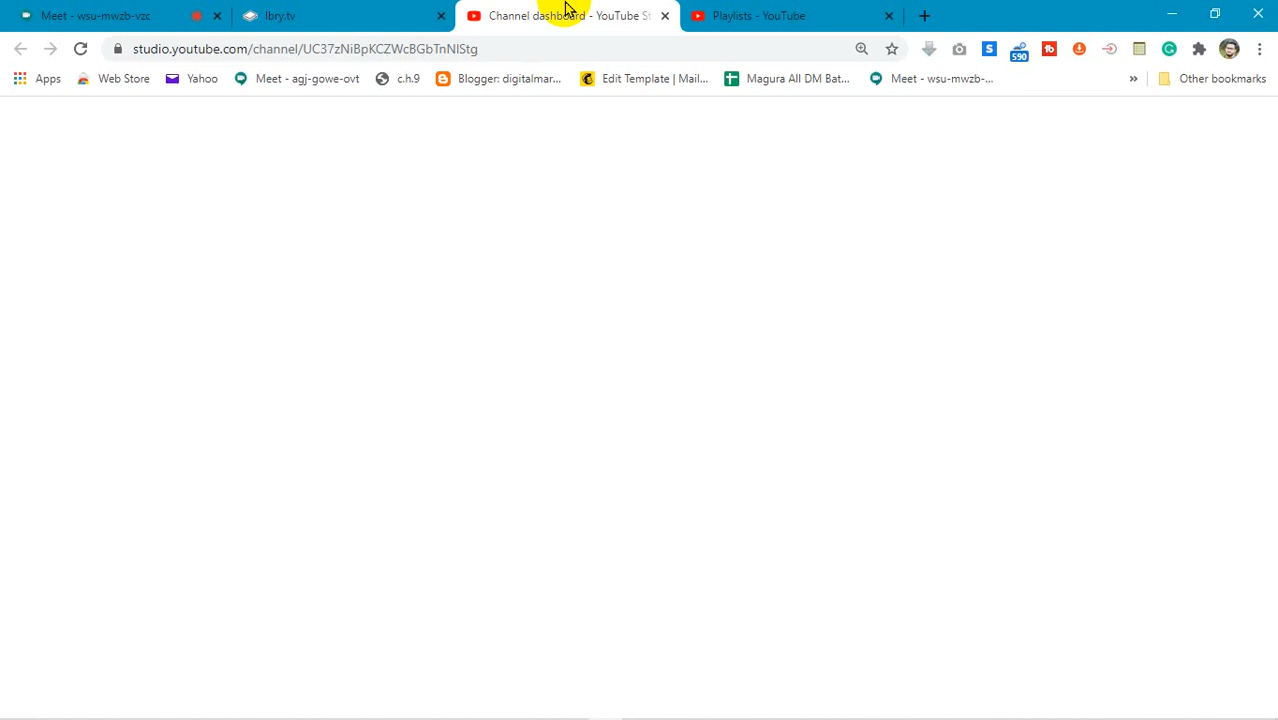 Meet - wsu-mwzb-vzc
lbry.tv
Channel dashboard - YouTube St
Playlists - YouTube
studio.youtube.com/channel/UC37zNiBpKCZWcBGbTnNlStg
590
Apps
Web Store
Yahoo
Meet - agj-gowe-ovt
c.h.9
Blogger: digitalmar...
Edit Template | Mail...
Magura All DM Bat...
Meet - wsu-mwzb-...
»
Other bookmarks